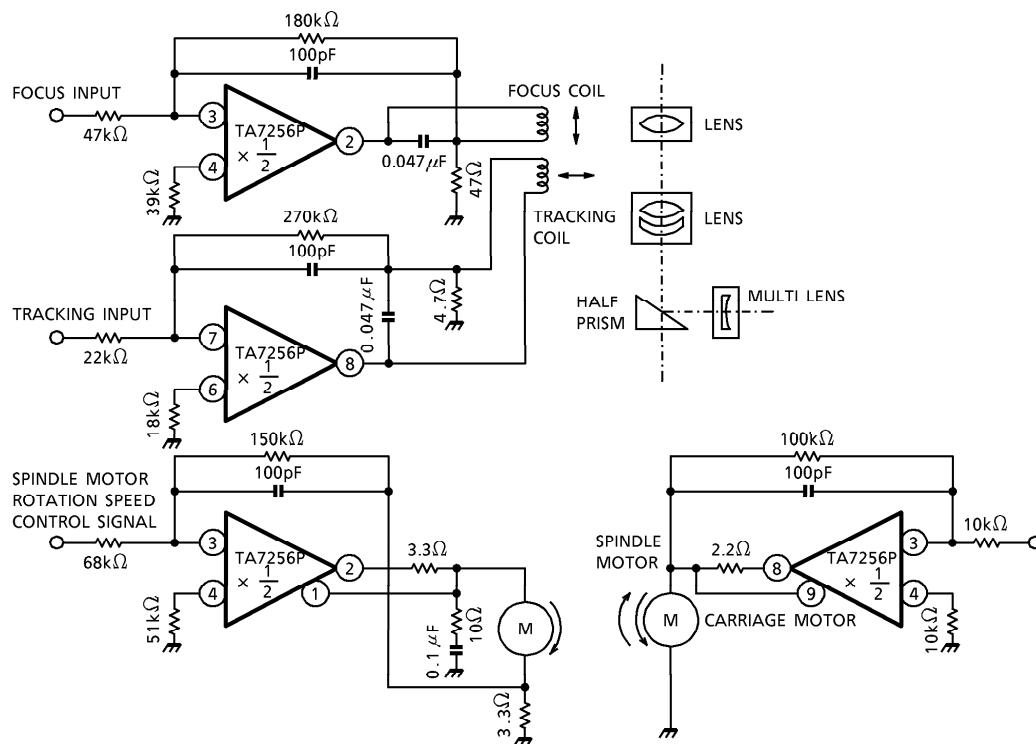 180kΩ
100pF
FOCUS INPUT
47kΩ
3
TA7256P
× 1/2
4
2
39kΩ
0.047μF
47Ω
FOCUS COIL
LENS
TRACKING
COIL
LENS
270kΩ
100pF
TRACKING INPUT
22kΩ
7
TA7256P
× 1/2
6
8
18kΩ
0.047μF
4.7Ω
HALF
PRISM
MULTI LENS
150kΩ
100pF
SPINDLE MOTOR
ROTATION SPEED
CONTROL SIGNAL
68kΩ
3
TA7256P
× 1/2
4
2
1
51kΩ
3.3Ω
10Ω
0.1μF
M
3.3Ω
100kΩ
100pF
SPINDLE
MOTOR
2.2Ω
8
TA7256P
× 1/2
3
10kΩ
9
4
M
CARRIAGE MOTOR
10kΩ